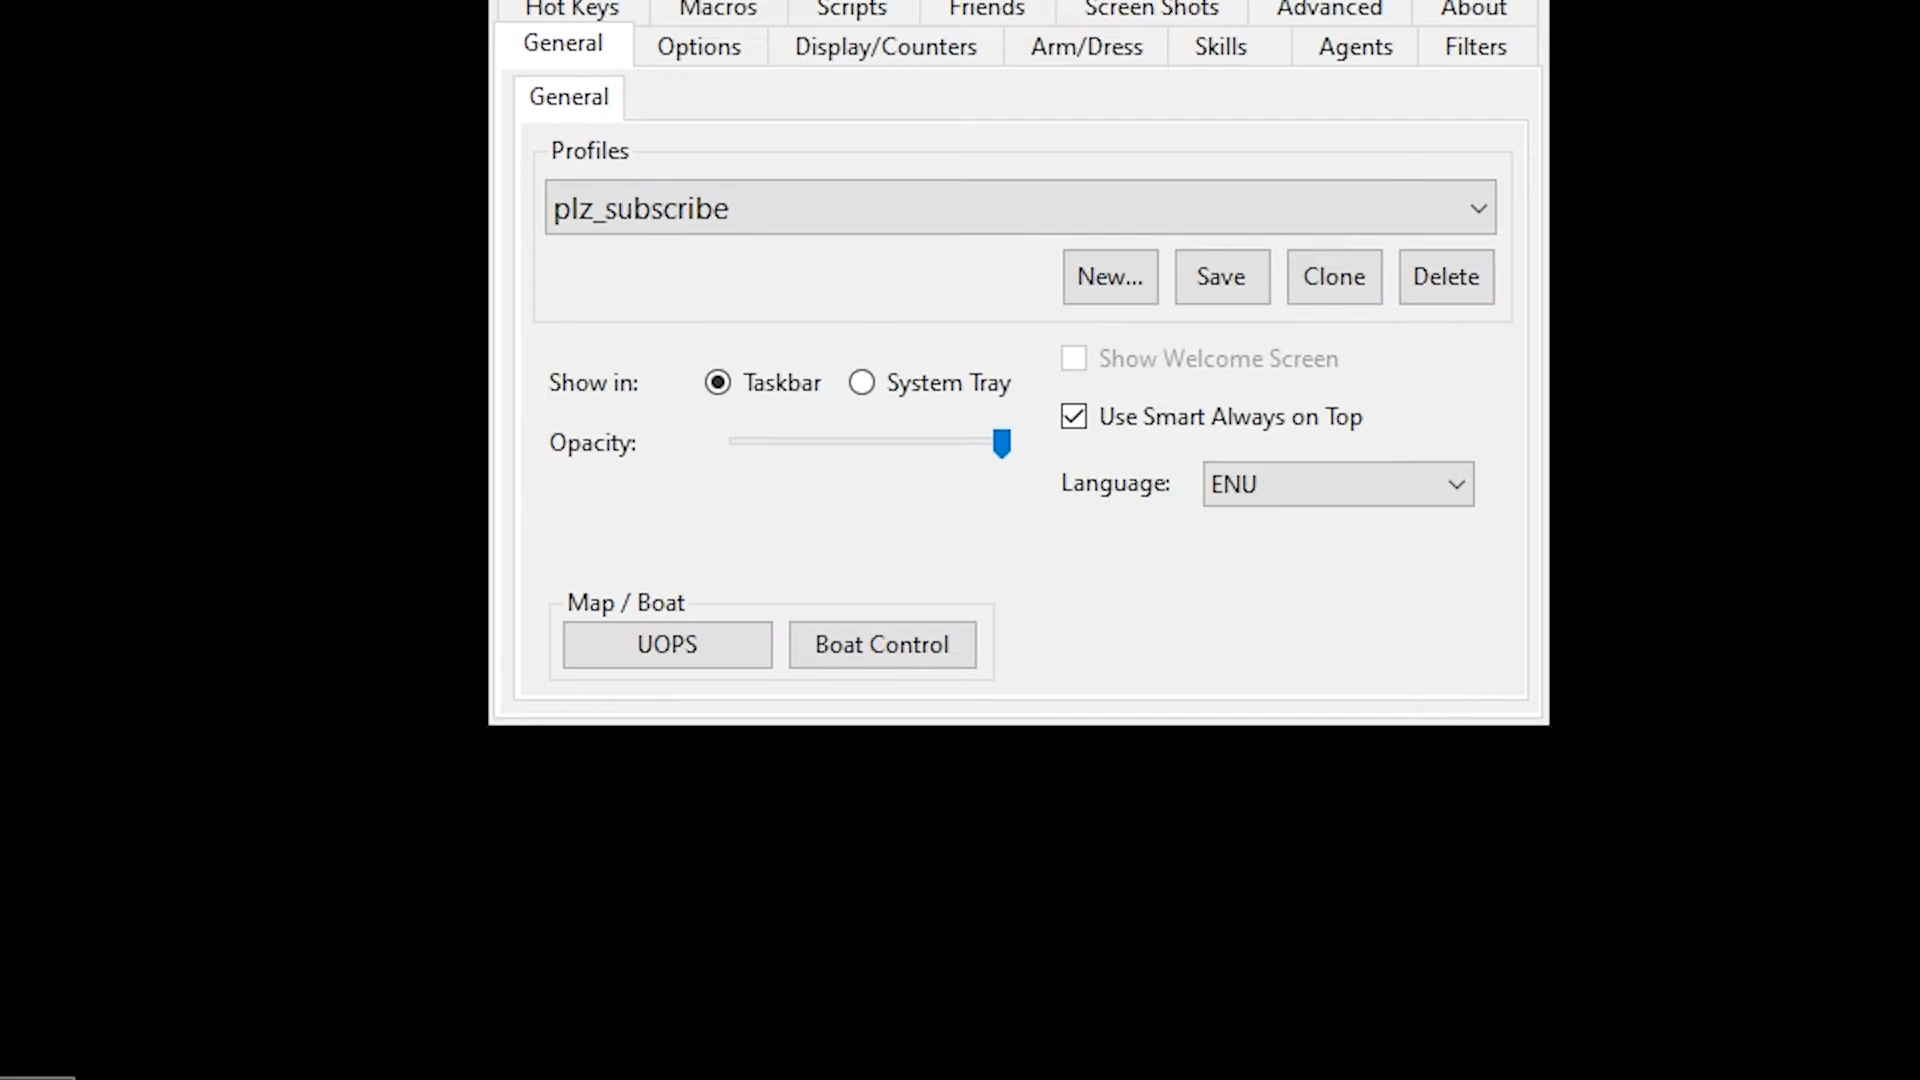 Hot Keys Macros Scripts Friends Screen Shots Advanced About
General Options Display/Counters Arm/Dress Skills Agents Filters
General
Profiles
plz_subscribe
New... Save Clone Delete
Show Welcome Screen
Show in: Taskbar System Tray
Use Smart Always on Top
Opacity:
Language: ENU
Map / Boat
UOPS Boat Control